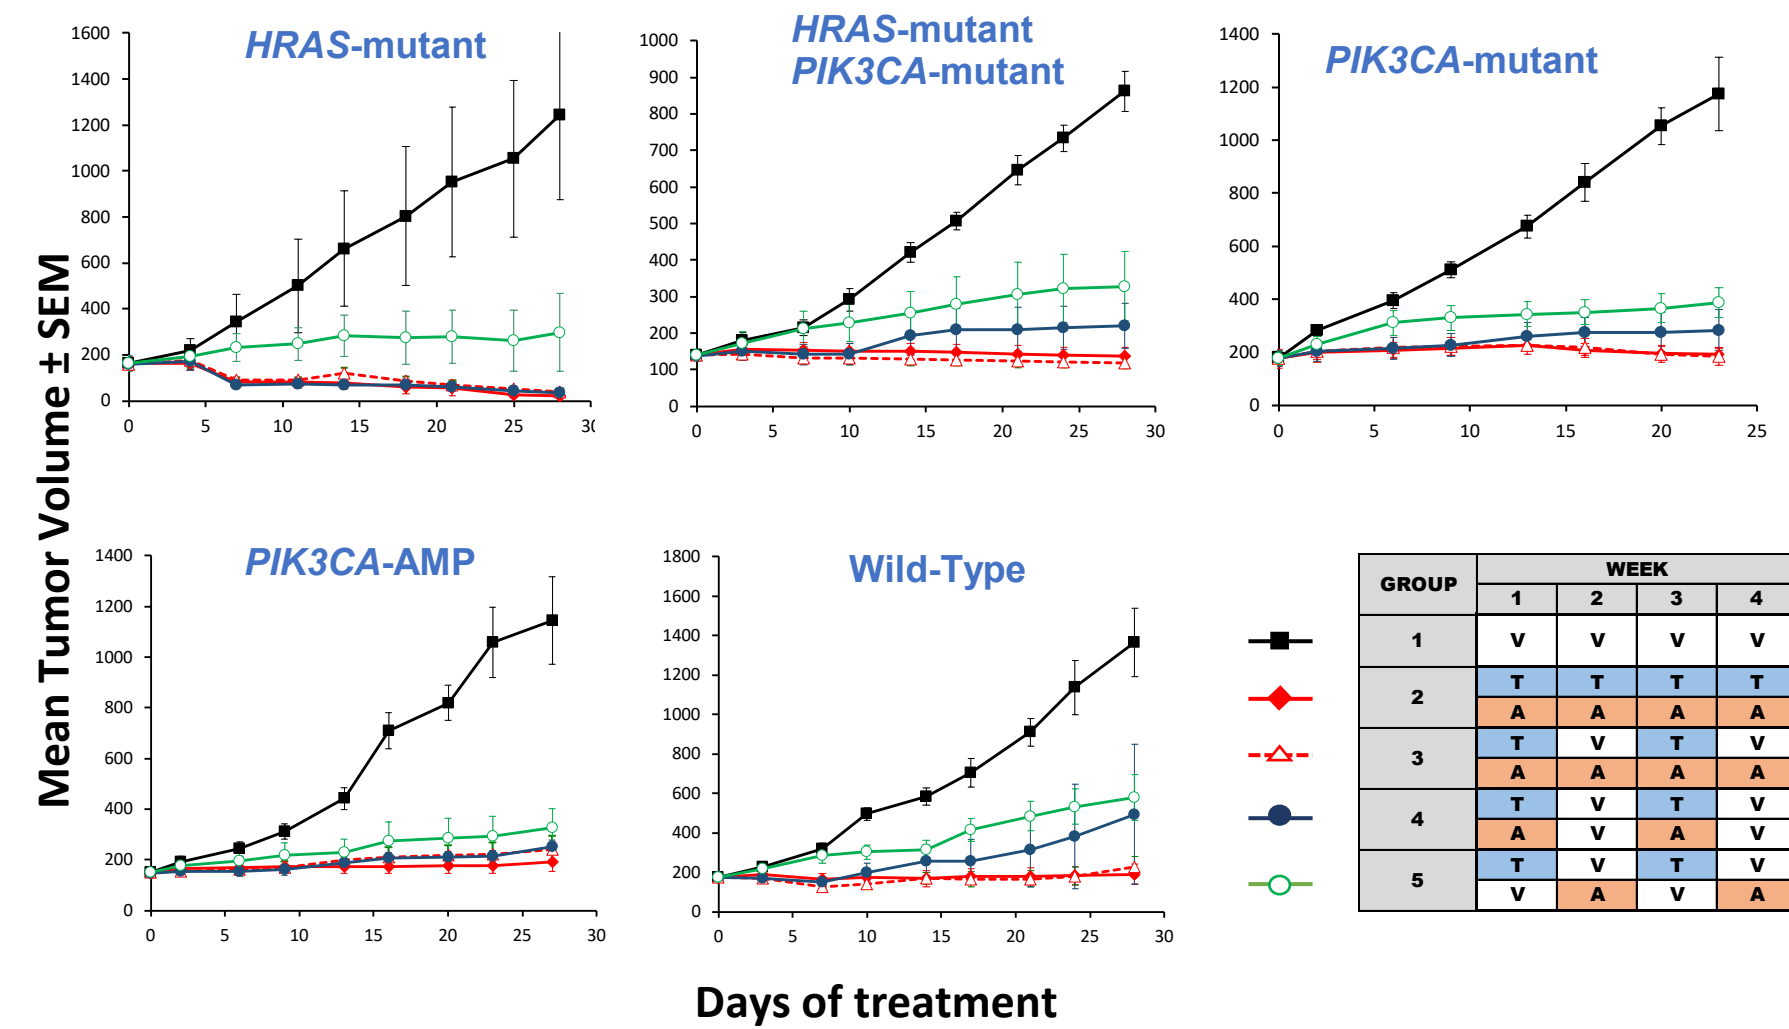 Mean Tumor Volume ± SEM
HRAS-mutant
1600
1400
1200
1000
800
600
400
200
0
0 5 10 15 20 25 30
HRAS-mutant
PIK3CA-mutant
1000
900
800
700
600
500
400
300
200
100
0
0 5 10 15 20 25 30
PIK3CA-mutant
1400
1200
1000
800
600
400
200
0
0 5 10 15 20 25
PIK3CA-AMP
1400
1200
1000
800
600
400
200
0
0 5 10 15 20 25 30
Wild-Type
1800
1600
1400
1200
1000
800
600
400
200
0
0 5 10 15 20 25 30
GROUP WEEK
1 2 3 4
1 V V V V
2 T T T T
A A A A
3 T V T V
A A A A
4 T V T V
A V A V
5 T V T V
V A V A
Days of treatment